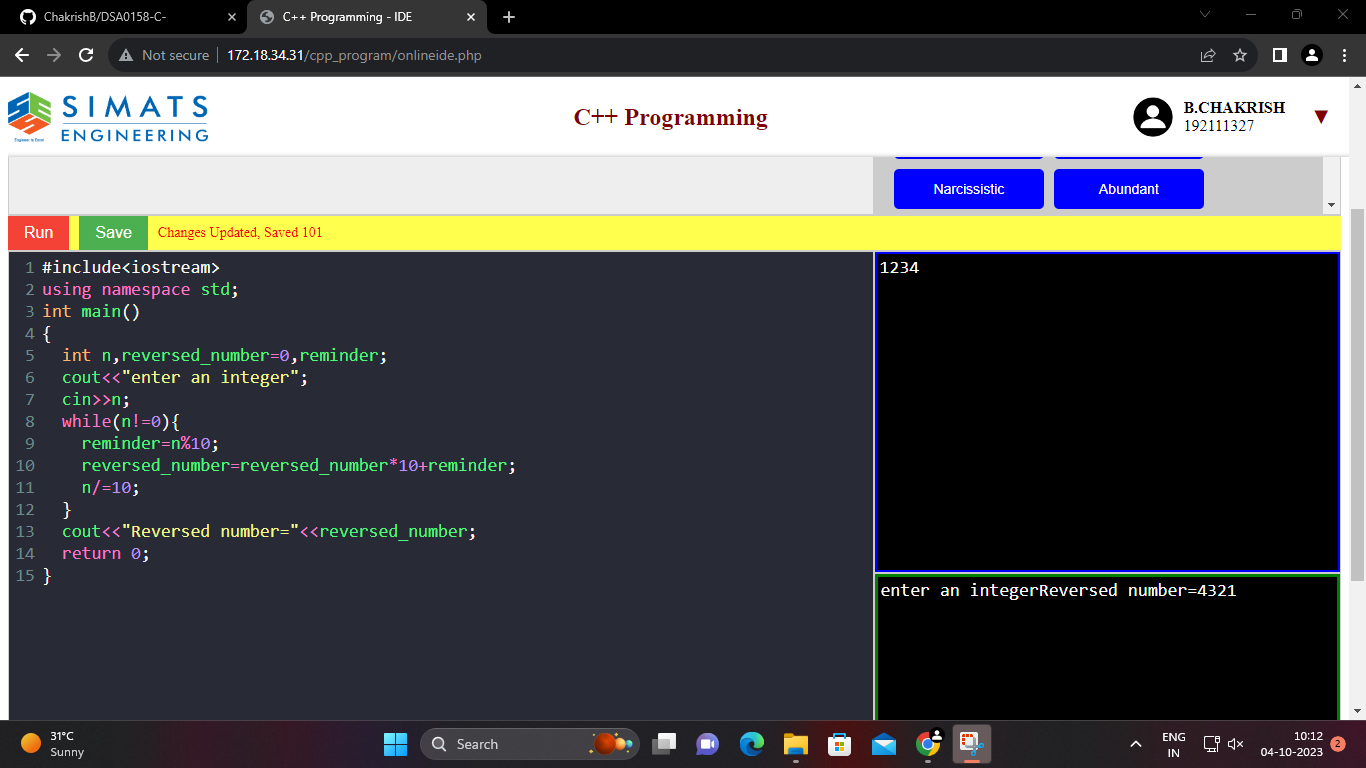 ChakrishB/DSA0158-C-
C++ Programming - IDE
Not secure
172.18.34.31/cpp_program/onlineide.php
SIMATS
ENGINEERING
C++ Programming
B.CHAKRISH
192111327
Narcissistic
Abundant
Run
Save
Changes Updated, Saved 101
1 #include<iostream>
2 using namespace std;
3 int main()
4 {
5   int n,reversed_number=0,reminder;
6   cout<<"enter an integer";
7   cin>>n;
8   while(n!=0){
9     reminder=n%10;
10     reversed_number=reversed_number*10+reminder;
11     n/=10;
12   }
13   cout<<"Reversed number="<<reversed_number;
14   return 0;
15 }
1234
enter an integerReversed number=4321
31°C
Sunny
Search
ENG
IN
10:12
04-10-2023
2